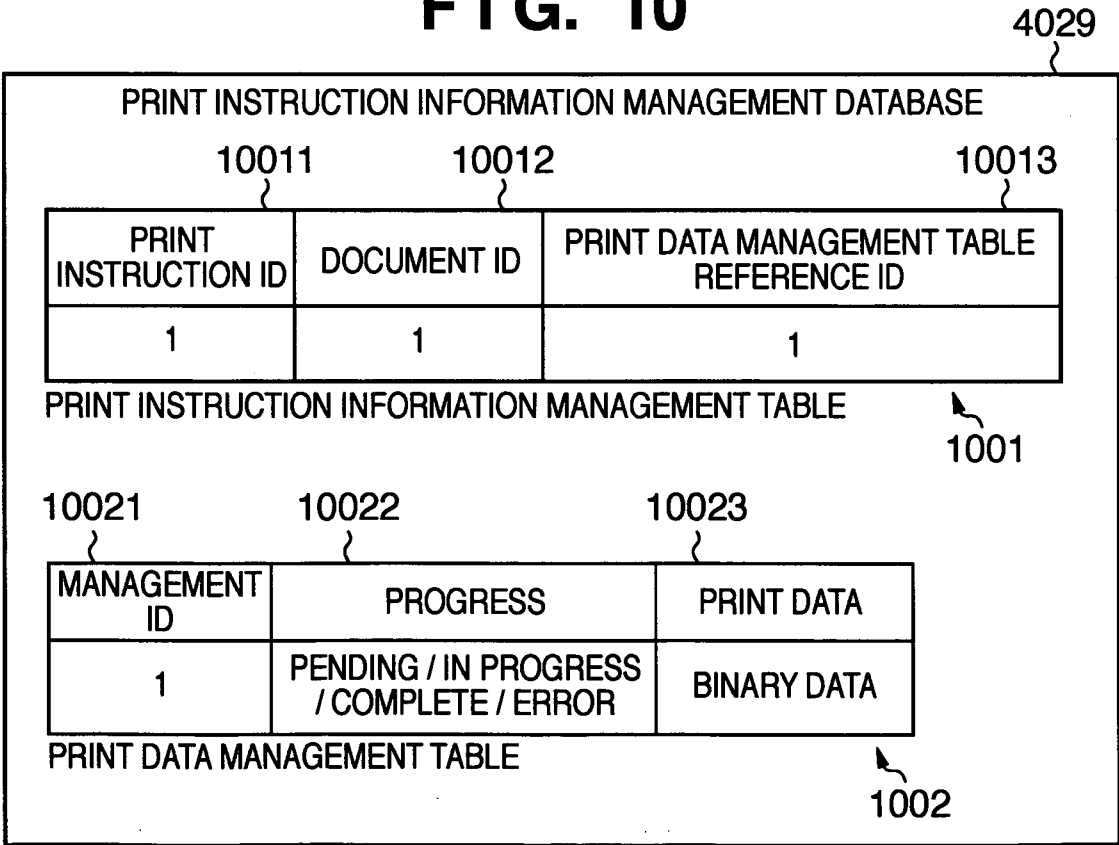 FIG. 10
4029
PRINT INSTRUCTION INFORMATION MANAGEMENT DATABASE
10011 10012 10013
PRINT INSTRUCTION ID DOCUMENT ID PRINT DATA MANAGEMENT TABLE REFERENCE ID
1 1 1
PRINT INSTRUCTION INFORMATION MANAGEMENT TABLE
1001
10021 10022 10023
MANAGEMENT ID PROGRESS PRINT DATA
1 PENDING / IN PROGRESS / COMPLETE / ERROR BINARY DATA
PRINT DATA MANAGEMENT TABLE
1002